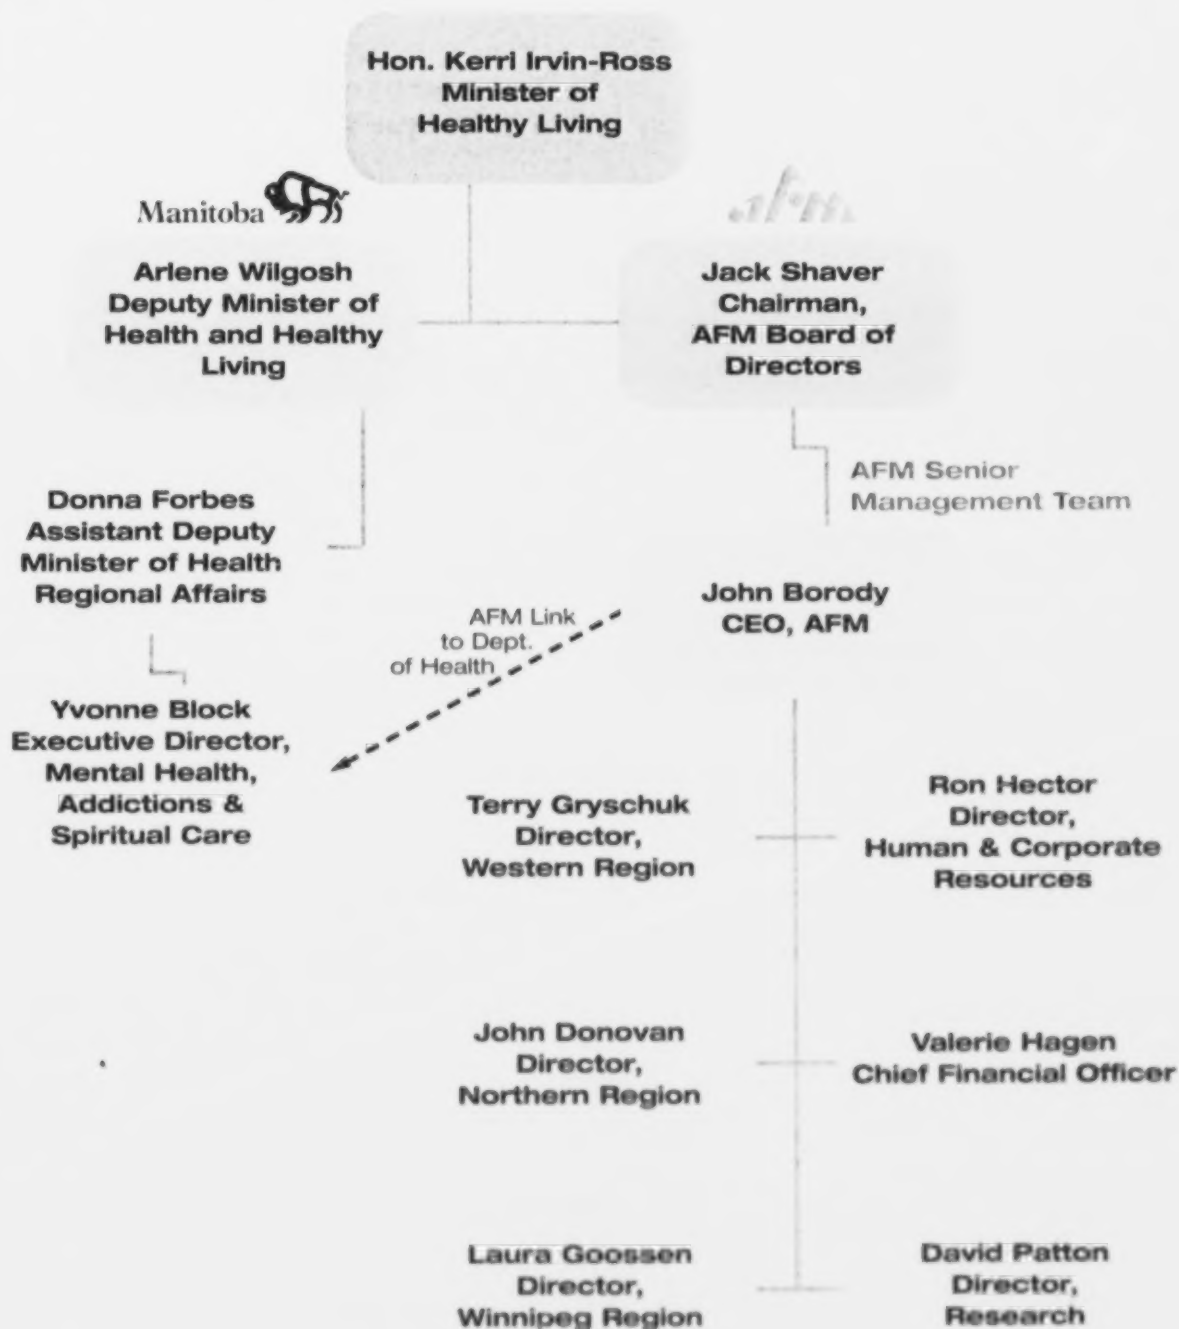 Hon. Kerri Irvin-Ross
Minister of
Healthy Living
Manitoba
afm
Arlene Wilgosh
Deputy Minister of
Health and Healthy
Living
Jack Shaver
Chairman,
AFM Board of
Directors
AFM Senior
Management Team
Donna Forbes
Assistant Deputy
Minister of Health
Regional Affairs
John Borody
CEO, AFM
AFM Link
to Dept.
of Health
Yvonne Block
Executive Director,
Mental Health,
Addictions &
Spiritual Care
Terry Gryschuk
Director,
Western Region
Ron Hector
Director,
Human & Corporate
Resources
John Donovan
Director,
Northern Region
Valerie Hagen
Chief Financial Officer
Laura Goossen
Director,
Winnipeg Region
David Patton
Director,
Research